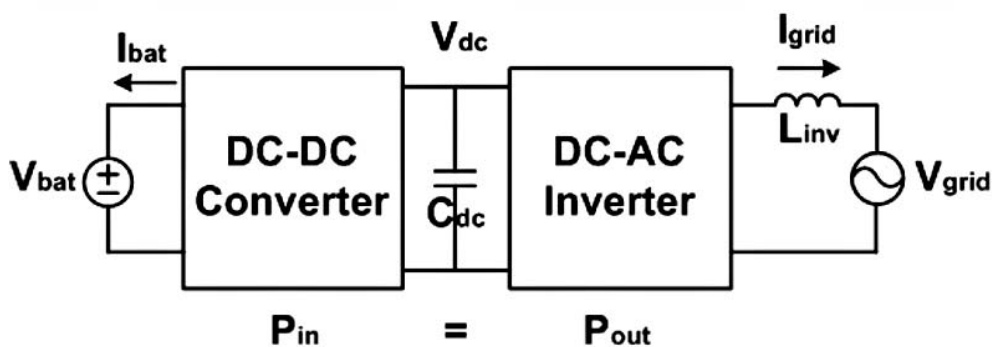 Ibat
Vdc
Igrid
Vbat
DC-DC
Converter
Cdc
DC-AC
Inverter
Linv
Vgrid
Pin = Pout